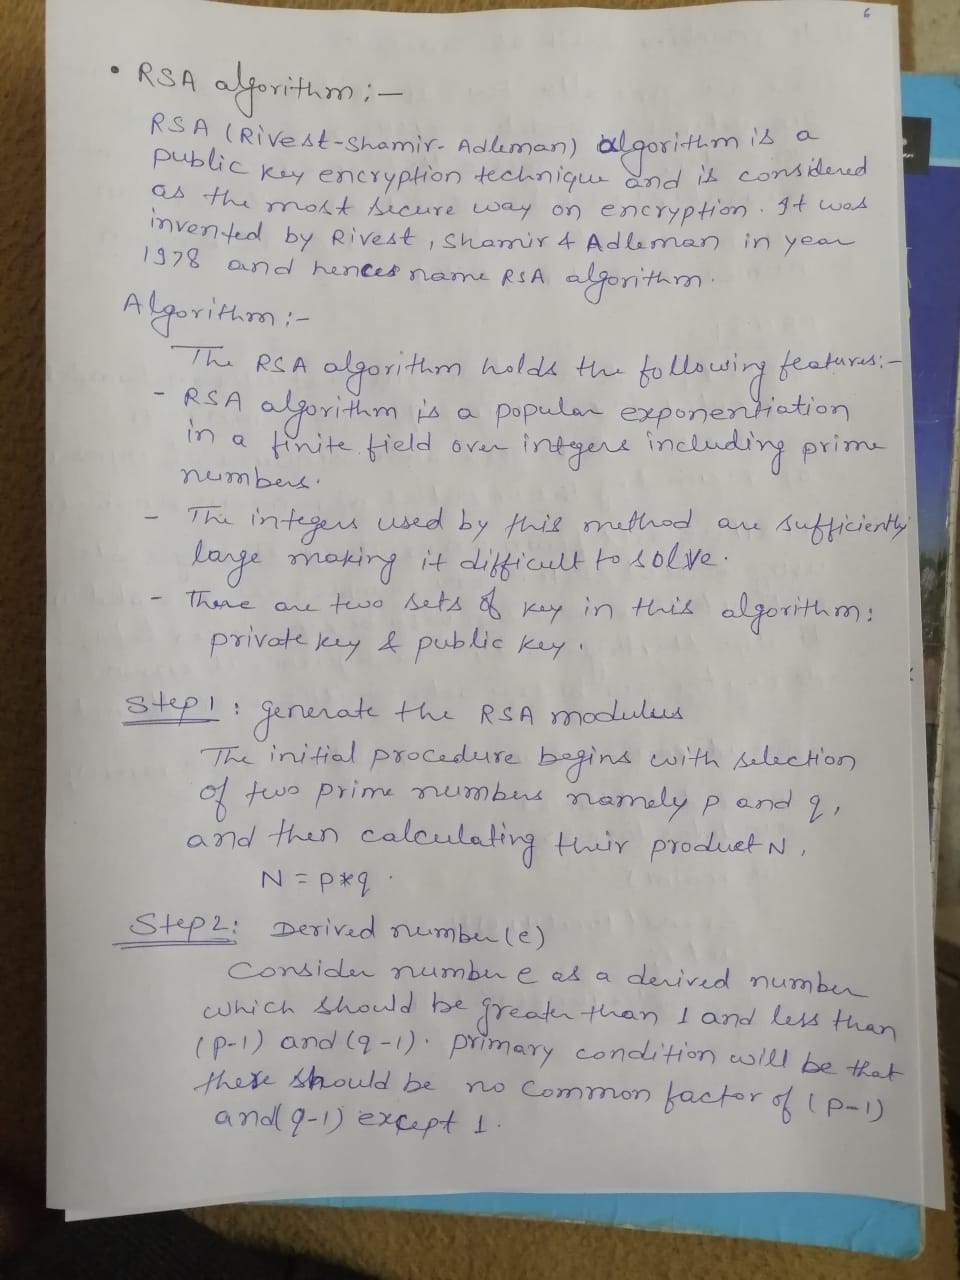 6
• RSA algorithm :-
RSA (Rivest-Shamir- Adleman) algorithm is a
public key encryption technique and is considered
as the most secure way on encryption. It was
invented by Rivest, Shamir & Adleman in year
1978 and hences name RSA algorithm.
Algorithm :-
The RSA algorithm holds the following features:-
- RSA algorithm is a popular exponentiation
in a finite field over integers including prime
numbers.
- The integers used by this method are sufficiently
large making it difficult to solve.
- There are two sets of key in this algorithm:
private key & public key.
Step 1 : generate the RSA modulus
The initial procedure begins with selection
of two prime numbers namely p and q,
and then calculating their product N,
N = p*q.
Step 2: Derived number (e)
Consider number e as a derived number
which should be greater than 1 and less than
(p-1) and (q-1). primary condition will be that
there should be no common factor of (p-1)
and (q-1) except 1.